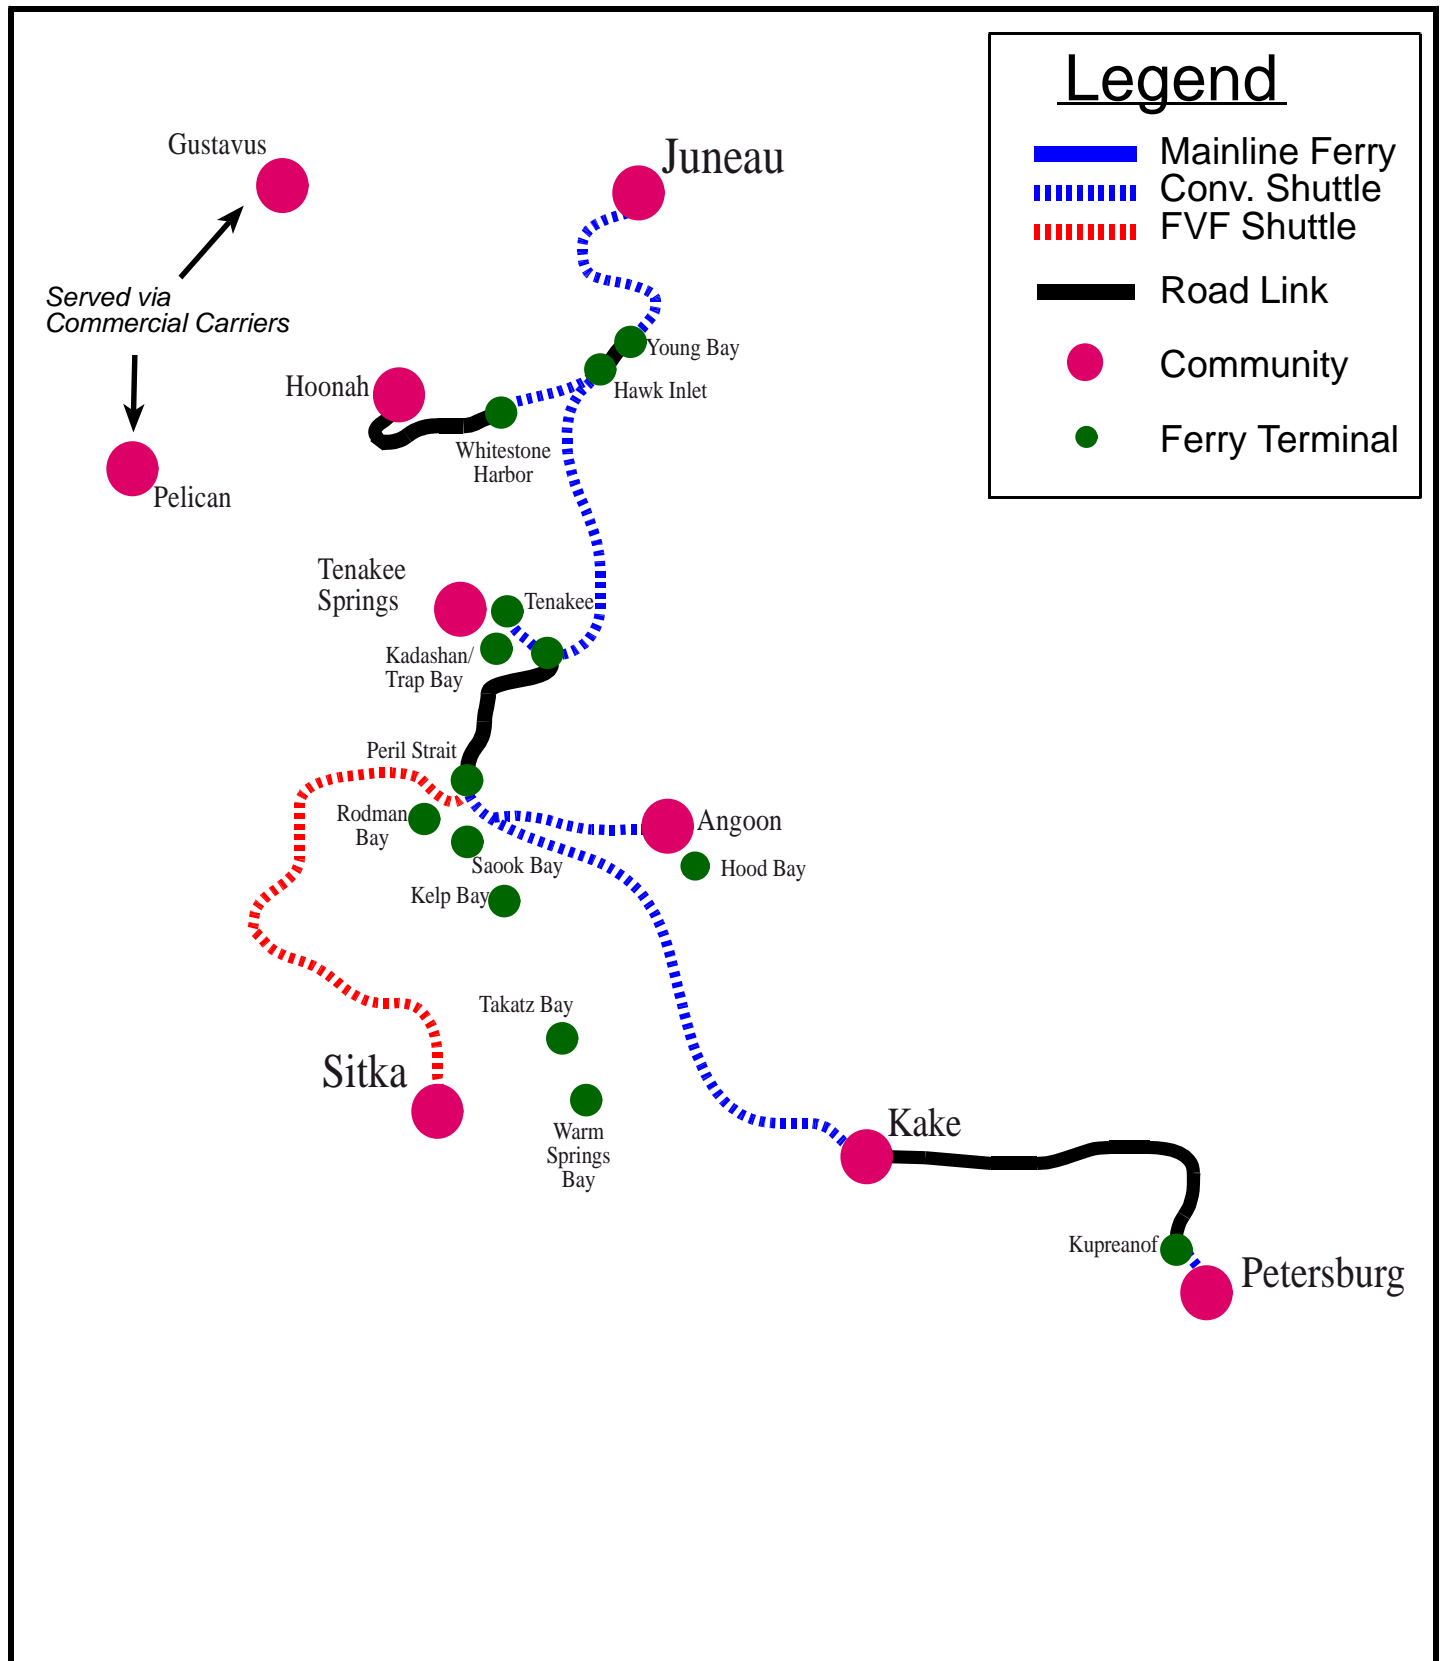 Legend
Mainline Ferry
Conv. Shuttle
FVF Shuttle
Road Link
Community
Ferry Terminal
Gustavus
Juneau
Served via
Commercial Carriers
Young Bay
Hawk Inlet
Hoonah
Whitestone
Harbor
Pelican
Tenakee
Springs
Tenakee
Kadashan/
Trap Bay
Peril Strait
Rodman
Bay
Saook Bay
Angoon
Hood Bay
Kelp Bay
Takatz Bay
Sitka
Warm
Springs
Bay
Kake
Kupreanof
Petersburg